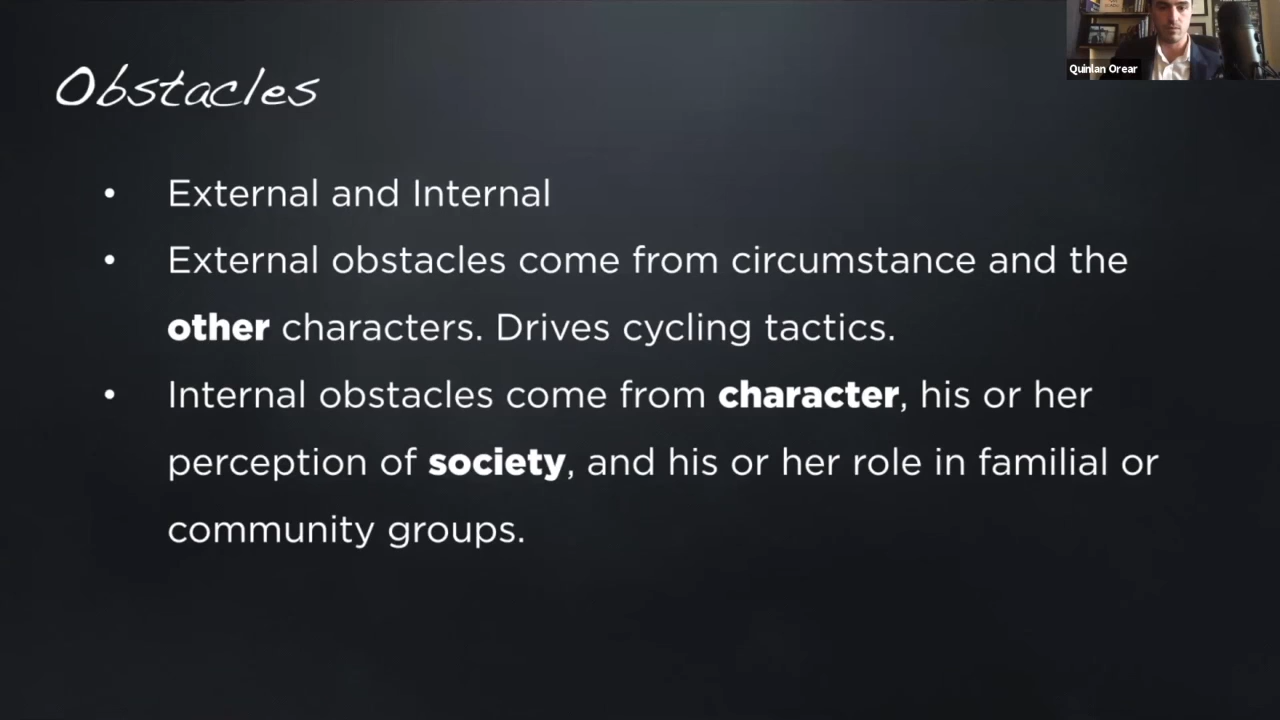 Obstacles
Quinlan Orear
• External and Internal
• External obstacles come from circumstance and the
other characters. Drives cycling tactics.
• Internal obstacles come from character, his or her
perception of society, and his or her role in familial or
community groups.